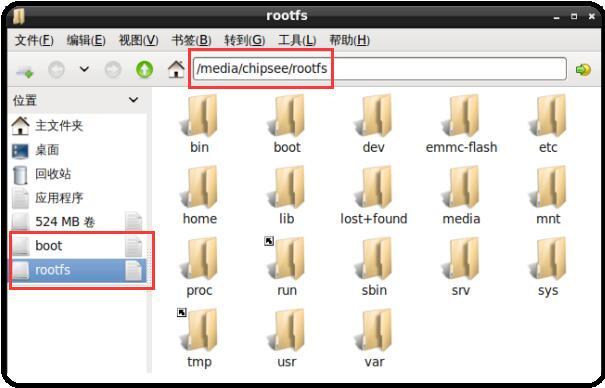 rootfs
文件(F) 编辑(E) 视图(V) 书签(B) 转到(G) 工具(L) 帮助(H)
/media/chipsee/rootfs
位置
主文件夹
桌面
回收站
应用程序
524 MB 卷
boot
rootfs
bin boot dev emmc-flash etc
home lib lost+found media mnt
proc run sbin srv sys
tmp usr var